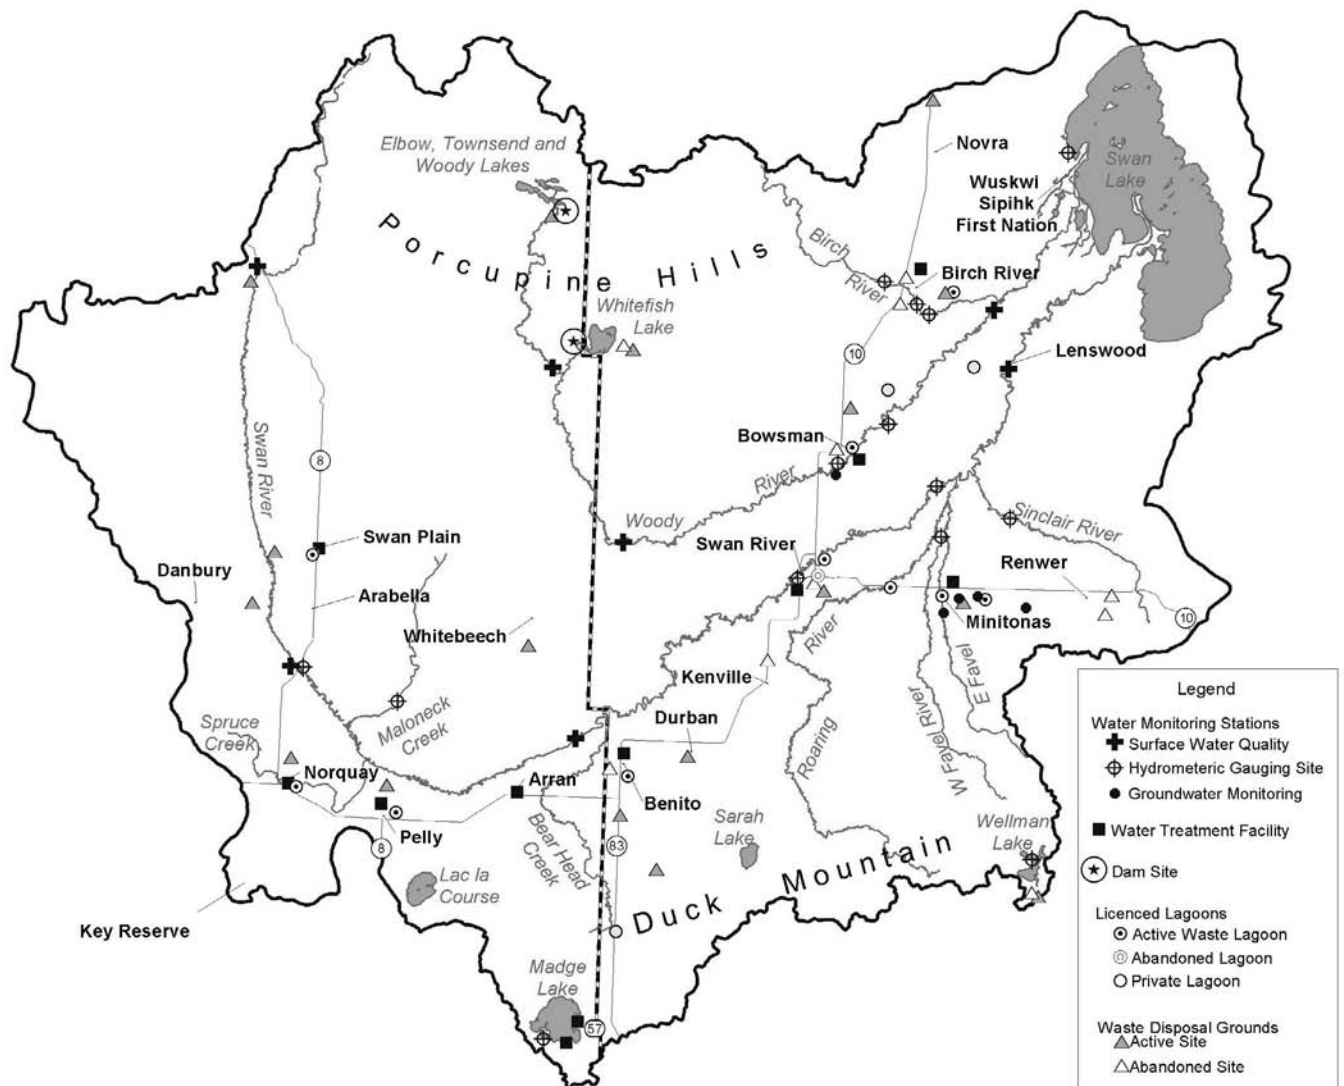 Elbow, Townsend and
Woody Lakes
Porcupine Hills
Novra
Wuskwi
Sipihk
First Nation
Swan
Lake
Birch
River
Birch River
Whitefish
Lake
10
Lenswood
Bowsman
8
Swan River
River
Woody
Sinclair River
Swan Plain
Swan River
Renwer
Danbury
Arabella
Whitebeech
Minitonas
10
River
E Favel
Kenville
Maloneck
Creek
Durban
Spruce
Creek
W Favel River
Roaring
Norquay
Arran
Benito
Pelly
8
Bear Head
Creek
83
Sarah
Lake
Wellman
Lake
Duck Mountain
Lac la
Course
Key Reserve
Madge
Lake
57
Legend
Water Monitoring Stations
Surface Water Quality
Hydrometeric Gauging Site
Groundwater Monitoring
Water Treatment Facility
Dam Site
Licenced Lagoons
Active Waste Lagoon
Abandoned Lagoon
Private Lagoon
Waste Disposal Grounds
Active Site
Abandoned Site